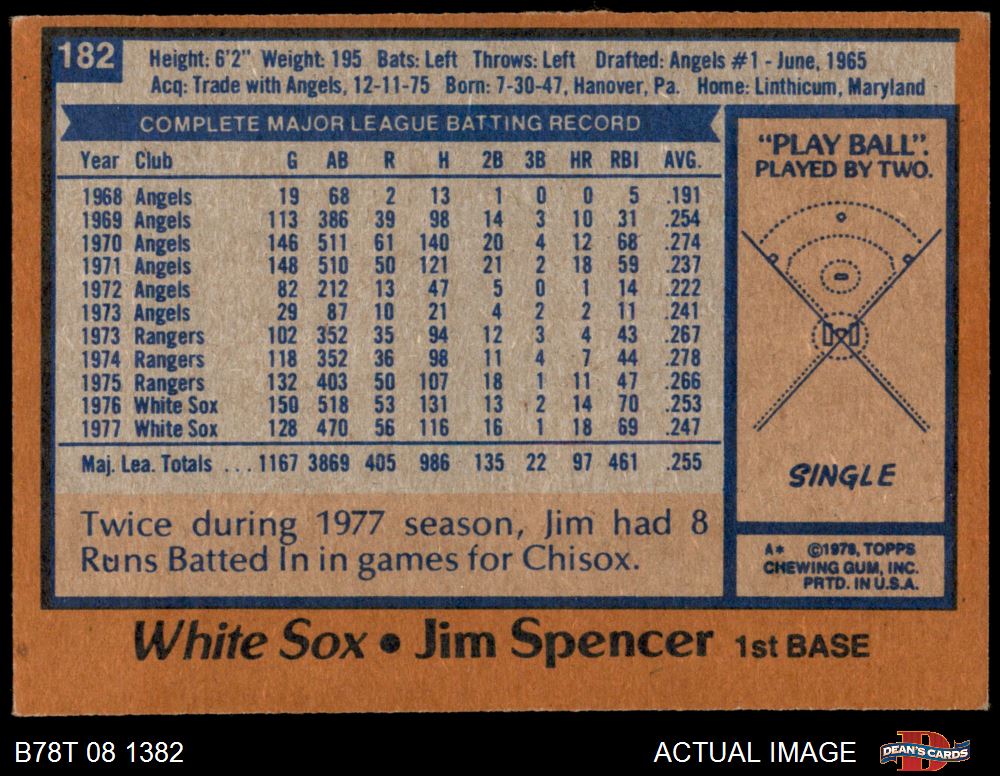 182
Height: 6'2" Weight: 195 Bats: Left Throws: Left Drafted: Angels #1 - June, 1965
Acq: Trade with Angels, 12-11-75 Born: 7-30-47, Hanover, Pa. Home: Linthicum, Maryland
COMPLETE MAJOR LEAGUE BATTING RECORD
Year Club G AB R H 2B 3B HR RBI AVG.
1968 Angels 19 68 2 13 1 0 0 5 .191
1969 Angels 113 386 39 98 14 3 10 31 .254
1970 Angels 146 511 61 140 20 4 12 68 .274
1971 Angels 148 510 50 121 21 2 18 59 .237
1972 Angels 82 212 13 47 5 0 1 14 .222
1973 Angels 29 87 10 21 4 2 2 11 .241
1973 Rangers 102 352 35 94 12 3 4 43 .267
1974 Rangers 118 352 36 98 11 4 7 44 .278
1975 Rangers 132 403 50 107 18 1 11 47 .266
1976 White Sox 150 518 53 131 13 2 14 70 .253
1977 White Sox 128 470 56 116 16 1 18 69 .247
Maj. Lea. Totals ... 1167 3869 405 986 135 22 97 461 .255
Twice during 1977 season, Jim had 8
Runs Batted In in games for Chisox.
"PLAY BALL".
PLAYED BY TWO.
SINGLE
A* ©1978, TOPPS
CHEWING GUM, INC.
PRTD. IN U.S.A.
White Sox • Jim Spencer 1st BASE
B78T 08 1382
ACTUAL IMAGE
D
DEAN'S CARDS